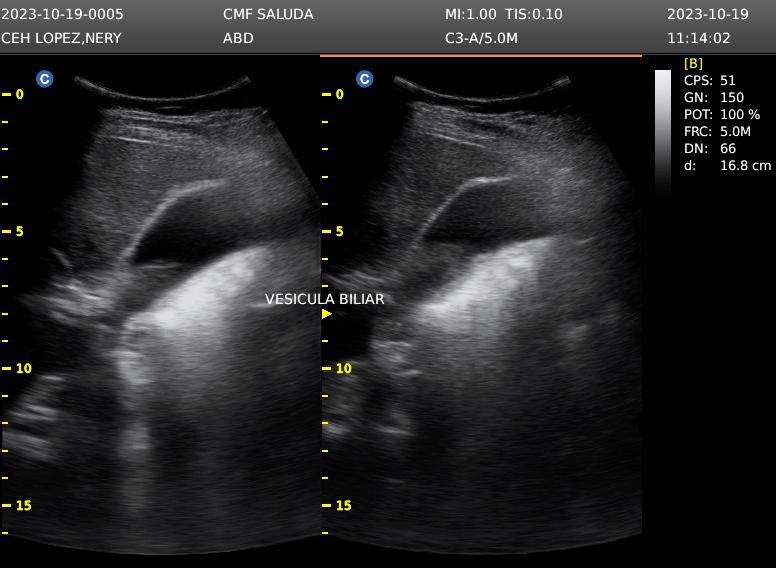 2023-10-19-0005 CMF SALUDA MI:1.00 TIS:0.10 2023-10-19
CEH LOPEZ,NERY ABD C3-A/5.0M 11:14:02
C
C
[B]
CPS: 51
GN: 150
POT: 100 %
FRC: 5.0M
DN: 66
d: 16.8 cm
0
5
10
15
0
5
10
15
VESICULA BILIAR